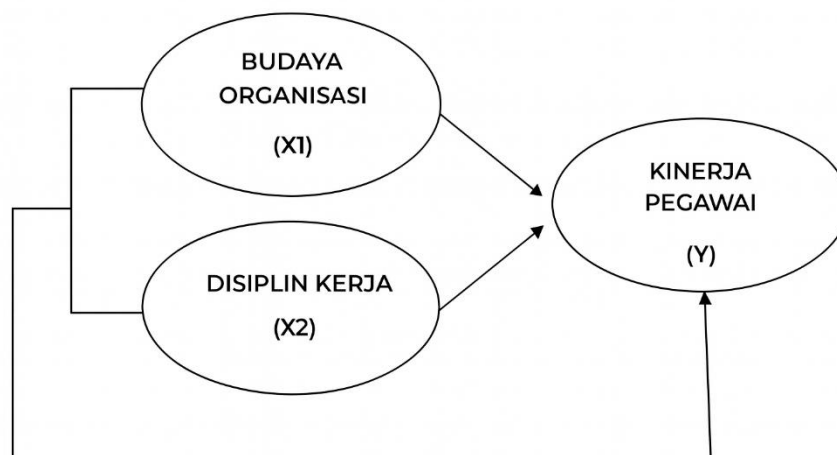 BUDAYA
ORGANISASI
(X1)
DISIPLIN KERJA
(X2)
KINERJA
PEGAWAI
(Y)